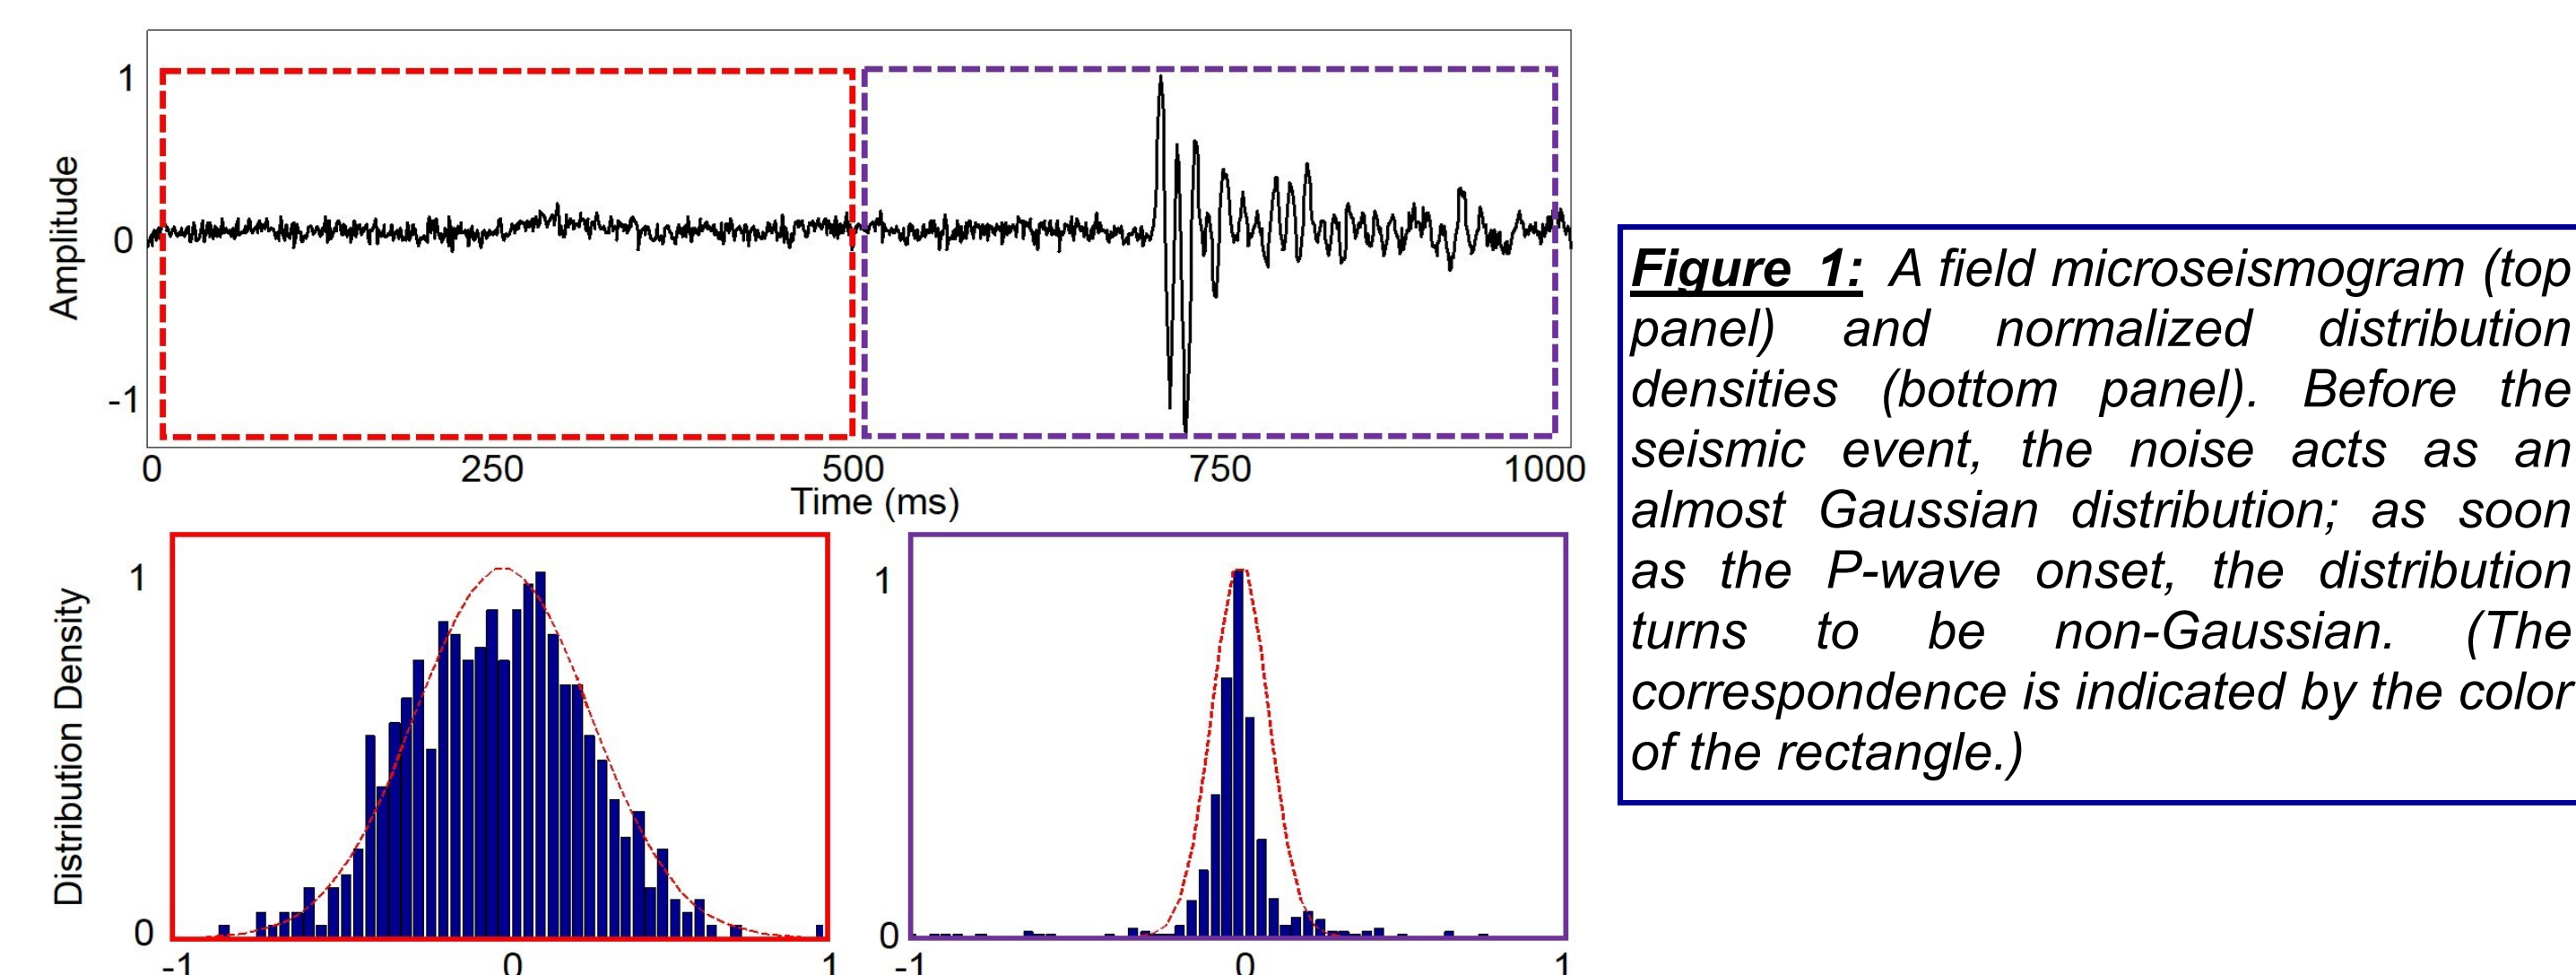 1
0
-1
Amplitude
0 250 500 750 1000
Time (ms)
Distribution Density
1
0
-1 0 1
1
0
-1 0 1
Figure 1: A field microseismogram (top
panel) and normalized distribution
densities (bottom panel). Before the
seismic event, the noise acts as an
almost Gaussian distribution; as soon
as the P-wave onset, the distribution
turns to be non-Gaussian. (The
correspondence is indicated by the color
of the rectangle.)